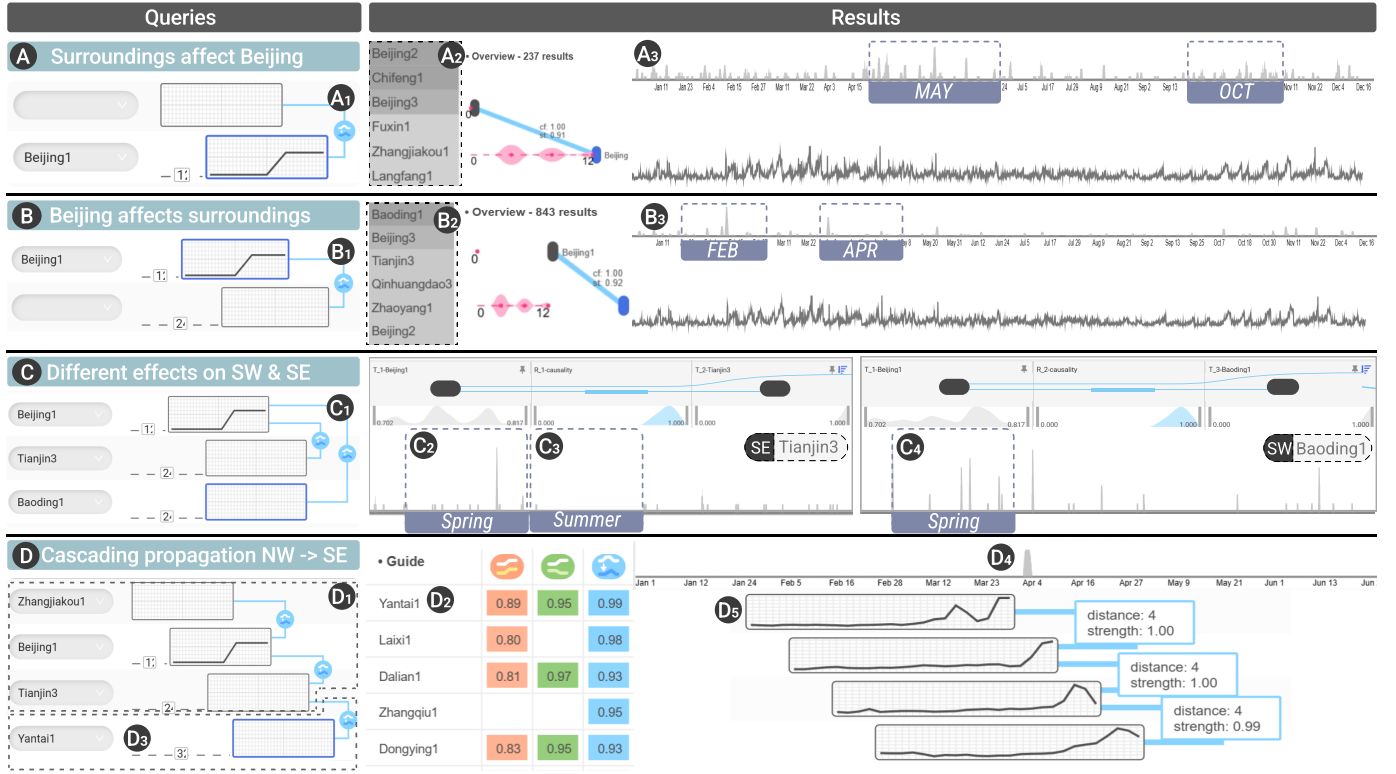 Queries
Results
A Surroundings affect Beijing
A1
Beijing1
Beijing2
Chifeng1
Beijing3
Fuxin1
Zhangjiakou1
Langfang1
A2
• Overview - 237 results
0
cf: 1.00
st: 0.91
0
12
Beijing
A3
Jan 11 Jan 23 Feb 4 Feb 15 Feb 27 Mar 11 Mar 22 Apr 3 Apr 15
24 Jul 5 Jul 17 Jul 29 Aug 9 Aug 21 Sep 2 Sep 13
Nov 11 Nov 22 Dec 4 Dec 16
MAY
OCT
B Beijing affects surroundings
B1
Beijing1
Baoding1
Beijing3
Tianjin3
Qinhuangdao3
Zhaoyang1
Beijing2
B2
• Overview - 843 results
0
Beijing1
cf: 1.00
st: 0.92
0
12
B3
Jan 11
Mar 11 Mar 22
May 20 May 31 Jun 12 Jun 24 Jul 5 Jul 17 Jul 29 Aug 9 Aug 21 Sep 2 Sep 13 Sep 25 Oct 7 Oct 18 Oct 30 Nov 11 Nov 22 Dec 4 Dec 16
FEB
APR
C Different effects on SW & SE
C1
Beijing1
Tianjin3
Baoding1
T_1-Beijing1
R_1-causality
T_2-Tianjin3
0.702
0.817
0.000
1.000
0.000
1.000
C2
C3
SE Tianjin3
Spring
Summer
T_1-Beijing1
R_2-causality
T_3-Baoding1
0.702
0.817
0.000
1.000
0.000
1.000
C4
SW Baoding1
Spring
D Cascading propagation NW -> SE
D1
Zhangjiakou1
Beijing1
Tianjin3
Yantai1
D3
• Guide
Yantai1 D2 0.89 0.95 0.99
Laixi1 0.80 0.98
Dalian1 0.81 0.97 0.93
Zhangqiu1 0.95
Dongying1 0.83 0.95 0.93
D4
Jan 1 Jan 12 Jan 24 Feb 5 Feb 16 Feb 28 Mar 12 Mar 23 Apr 4 Apr 16 Apr 27 May 9 May 21 Jun 1 Jun 13 Jun
D5
distance: 4
strength: 1.00
distance: 4
strength: 1.00
distance: 4
strength: 0.99